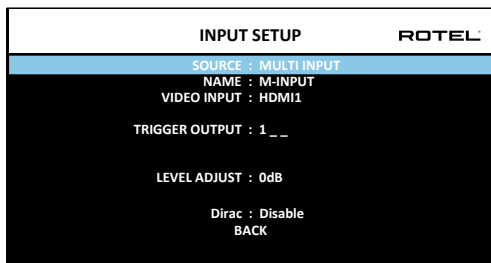 INPUT SETUP ROTEL
SOURCE : MULTI INPUT
NAME : M-INPUT
VIDEO INPUT : HDMI1
TRIGGER OUTPUT : 1 _ _
LEVEL ADJUST : 0dB
Dirac : Disable
BACK